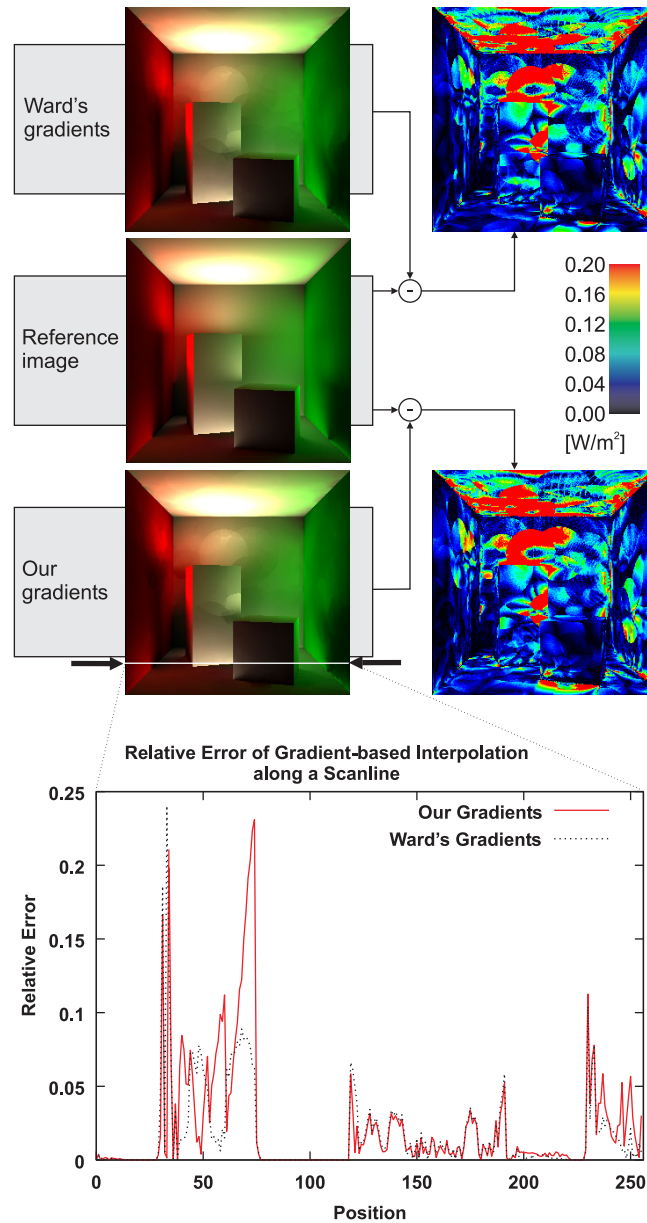 Ward's
gradients
Reference
image
Our
gradients
-
-
0.20
0.16
0.12
0.08
0.04
0.00
[W/m²]
Relative Error of Gradient-based Interpolation
along a Scanline
Our Gradients
Ward's Gradients
Relative Error
0.25
0.2
0.15
0.1
0.05
0
0
50
100
150
200
250
Position